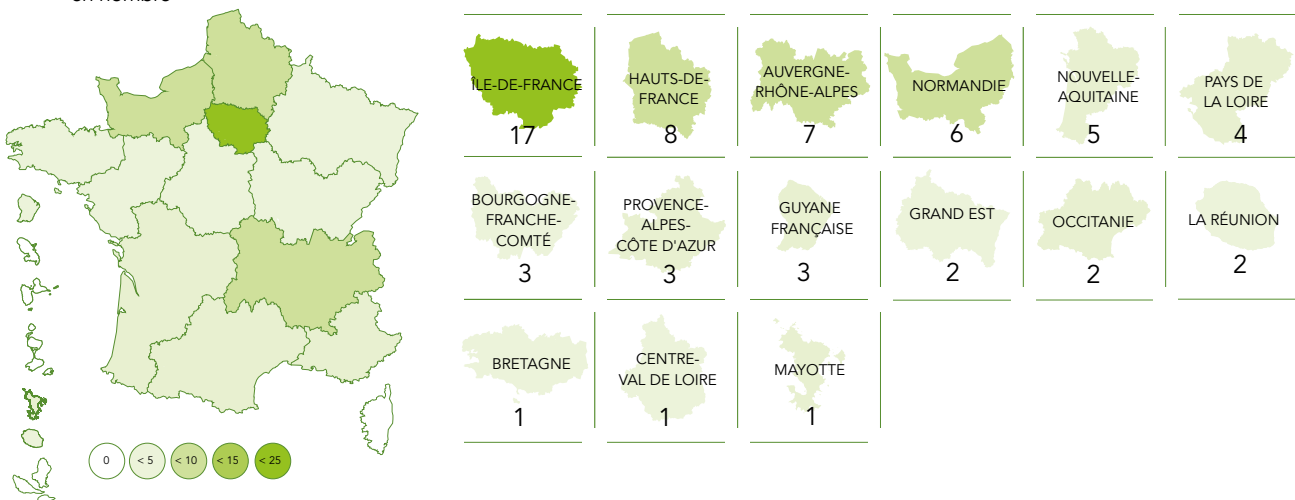 en nombre
ÎLE-DE-FRANCE
17
HAUTS-DE-
FRANCE
8
AUVERGNE-
RHÔNE-ALPES
7
NORMANDIE
6
NOUVELLE-
AQUITAINE
5
PAYS DE
LA LOIRE
4
BOURGOGNE-
FRANCHE-
COMTÉ
3
PROVENCE-
ALPES-
CÔTE D'AZUR
3
GUYANE
FRANÇAISE
3
GRAND EST
2
OCCITANIE
2
LA RÉUNION
2
BRETAGNE
1
CENTRE-
VAL DE LOIRE
1
MAYOTTE
1
0
< 5
< 10
< 15
< 25